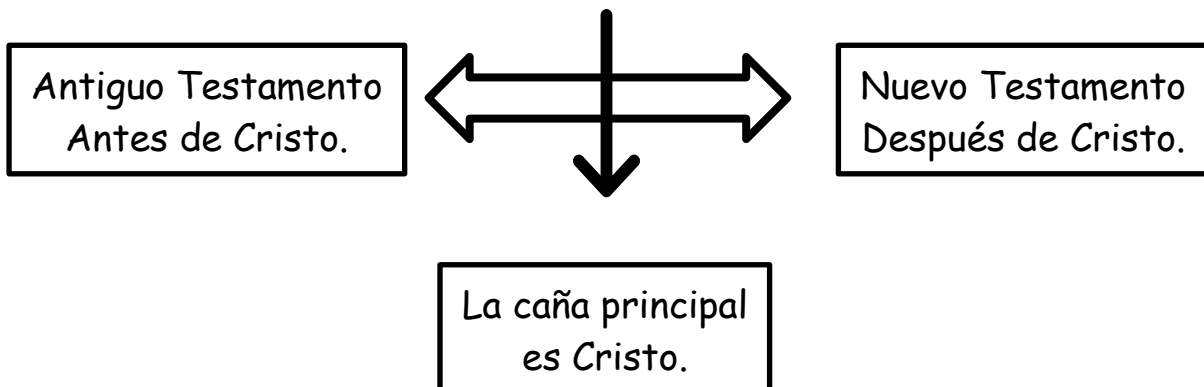 Antiguo Testamento
Antes de Cristo.
Nuevo Testamento
Después de Cristo.
La caña principal
es Cristo.